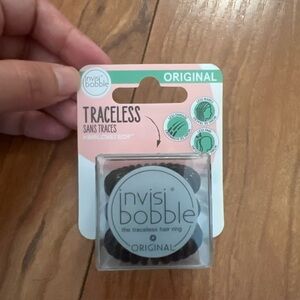 invisi
bobble
ORIGINAL
TRACELESS
SANS TRACES
invisi
bobble
the traceless hair ring
ORIGINAL